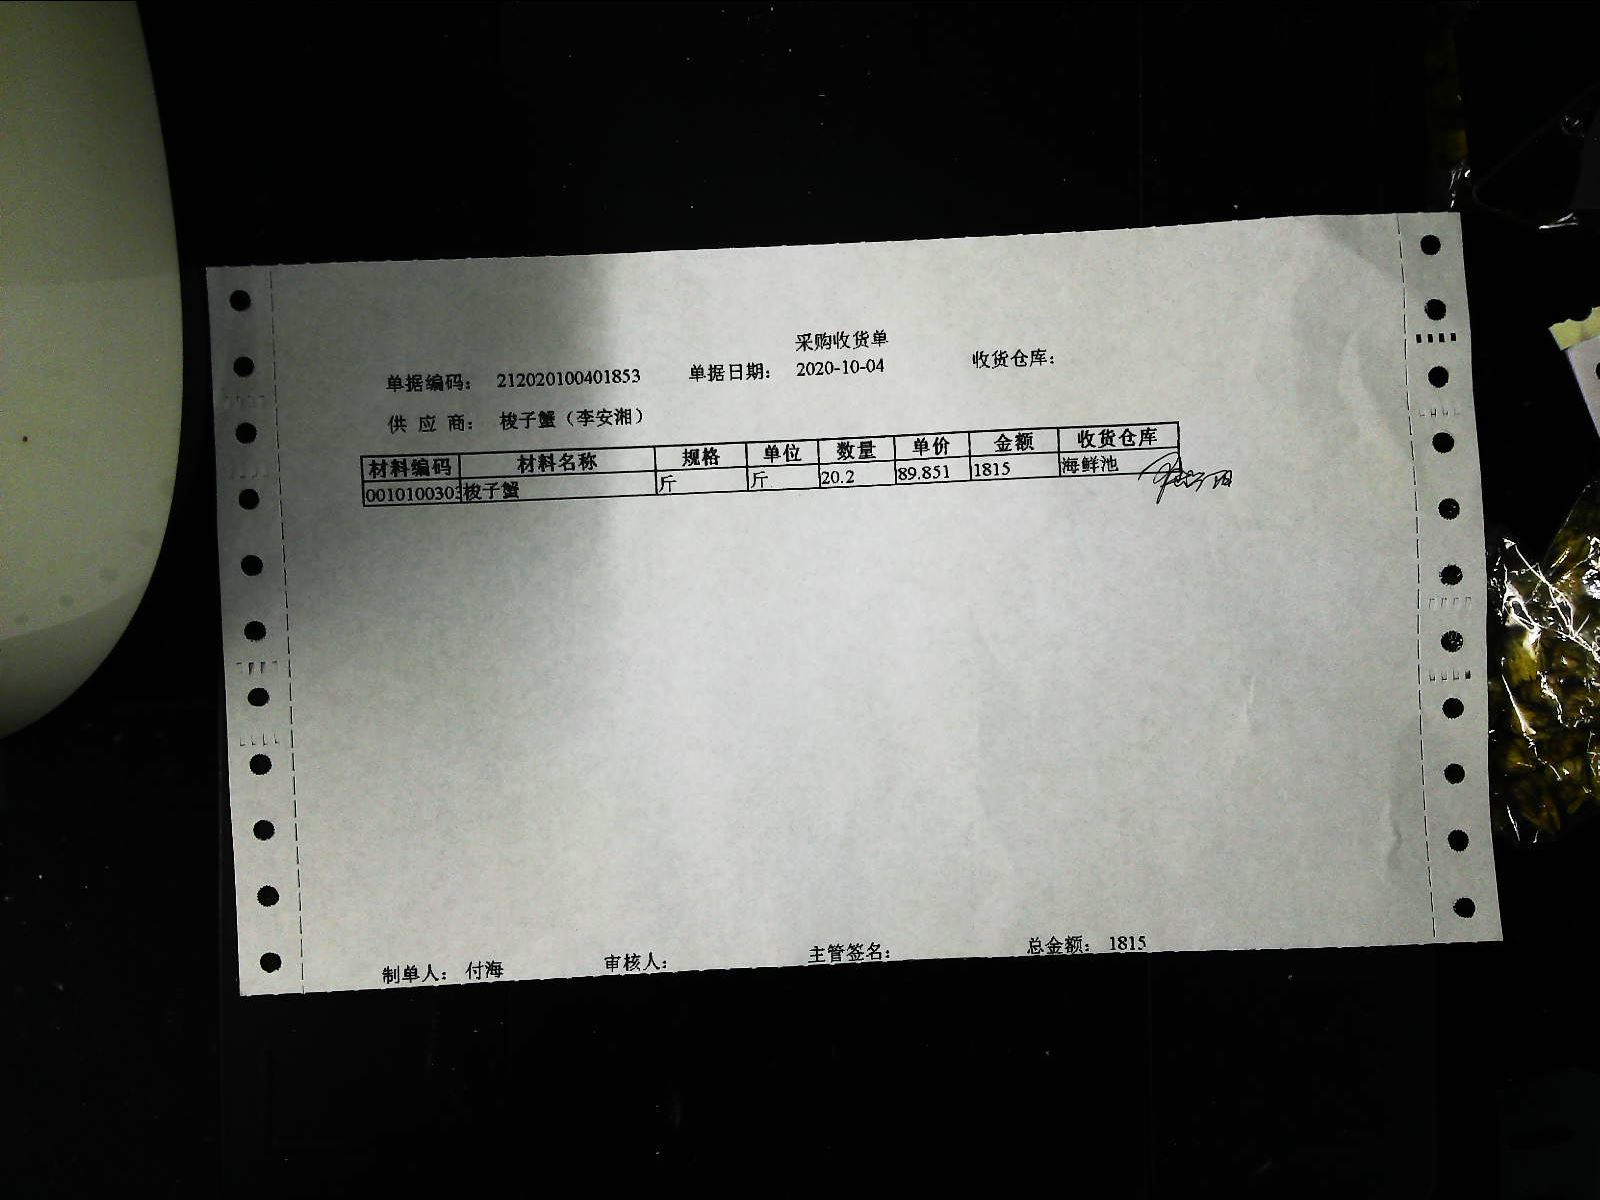 采购收货单
单据编码： 212020100401853 单据日期： 2020-10-04 收货仓库：
供 应 商： 梭子蟹（李安湘）
材料编码 材料名称 规格 单位 数量 单价 金额 收货仓库
001010030 梭子蟹 斤 斤 20.2 89.851 1815 海鲜池
制单人： 付海 审核人： 主管签名： 总金额： 1815